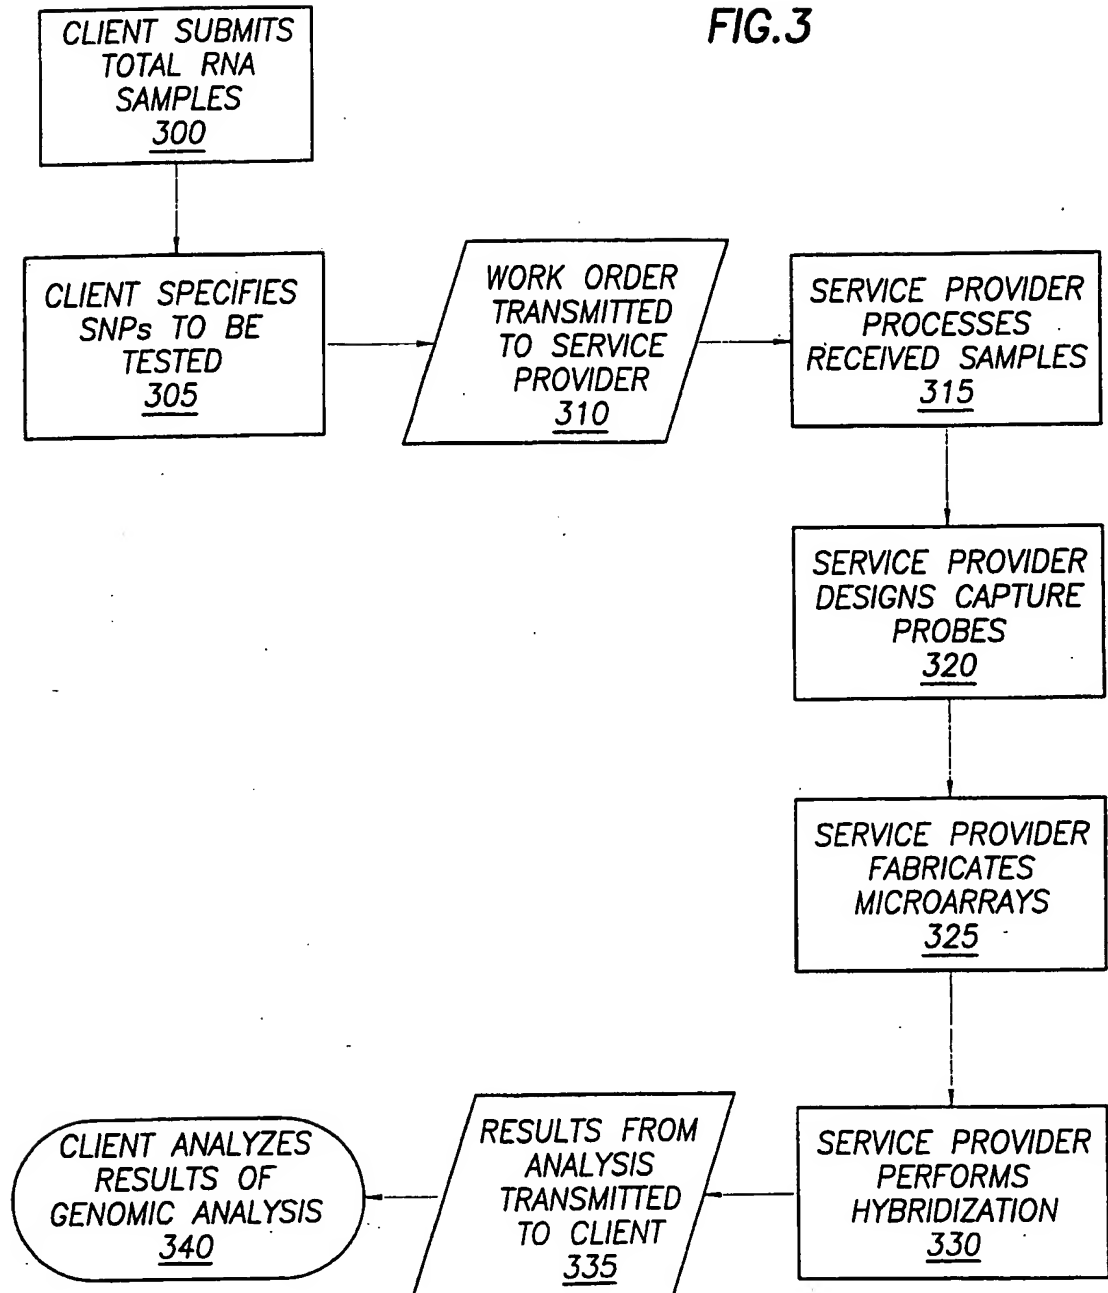 FIG.3
CLIENT SUBMITS
TOTAL RNA
SAMPLES
300
CLIENT SPECIFIES
SNPs TO BE
TESTED
305
WORK ORDER
TRANSMITTED
TO SERVICE
PROVIDER
310
SERVICE PROVIDER
PROCESSES
RECEIVED SAMPLES
315
SERVICE PROVIDER
DESIGNS CAPTURE
PROBES
320
SERVICE PROVIDER
FABRICATES
MICROARRAYS
325
SERVICE PROVIDER
PERFORMS
HYBRIDIZATION
330
RESULTS FROM
ANALYSIS
TRANSMITTED
TO CLIENT
335
CLIENT ANALYZES
RESULTS OF
GENOMIC ANALYSIS
340